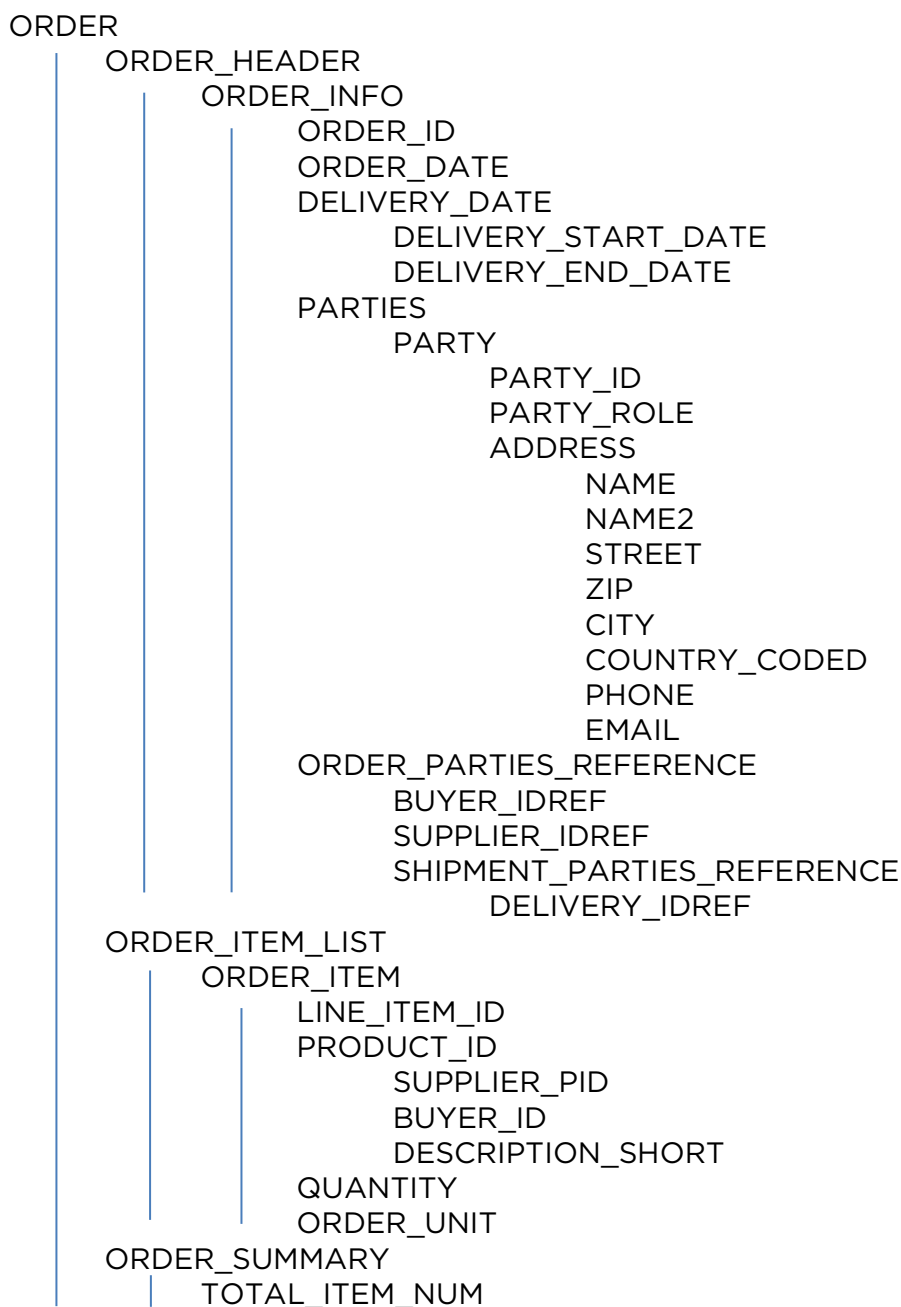 ORDER
ORDER_HEADER
ORDER_INFO
ORDER_ID
ORDER_DATE
DELIVERY_DATE
DELIVERY_START_DATE
DELIVERY_END_DATE
PARTIES
PARTY
PARTY_ID
PARTY_ROLE
ADDRESS
NAME
NAME2
STREET
ZIP
CITY
COUNTRY_CODED
PHONE
EMAIL
ORDER_PARTIES_REFERENCE
BUYER_IDREF
SUPPLIER_IDREF
SHIPMENT_PARTIES_REFERENCE
DELIVERY_IDREF
ORDER_ITEM_LIST
ORDER_ITEM
LINE_ITEM_ID
PRODUCT_ID
SUPPLIER_PID
BUYER_ID
DESCRIPTION_SHORT
QUANTITY
ORDER_UNIT
ORDER_SUMMARY
TOTAL_ITEM_NUM